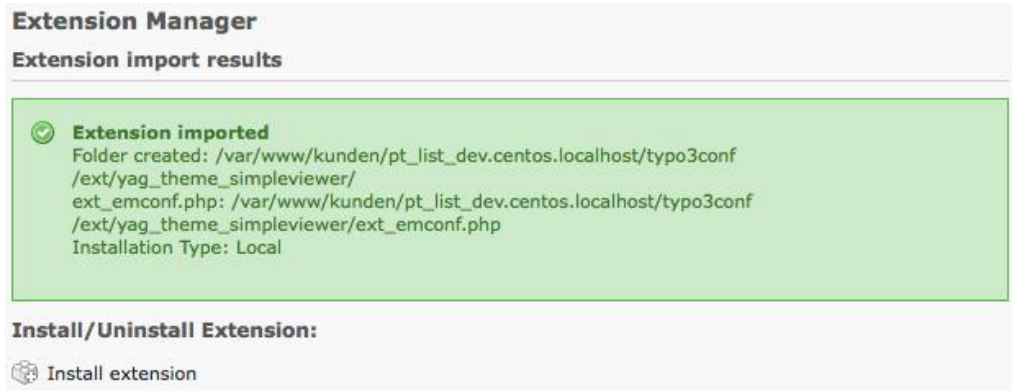 Extension Manager
Extension import results
Extension imported
Folder created: /var/www/kunden/pt_list_dev.centos.localhost/typo3conf
/ext/yag_theme_simpleviewer/
ext_emconf.php: /var/www/kunden/pt_list_dev.centos.localhost/typo3conf
/ext/yag_theme_simpleviewer/ext_emconf.php
Installation Type: Local
Install/Uninstall Extension:
Install extension